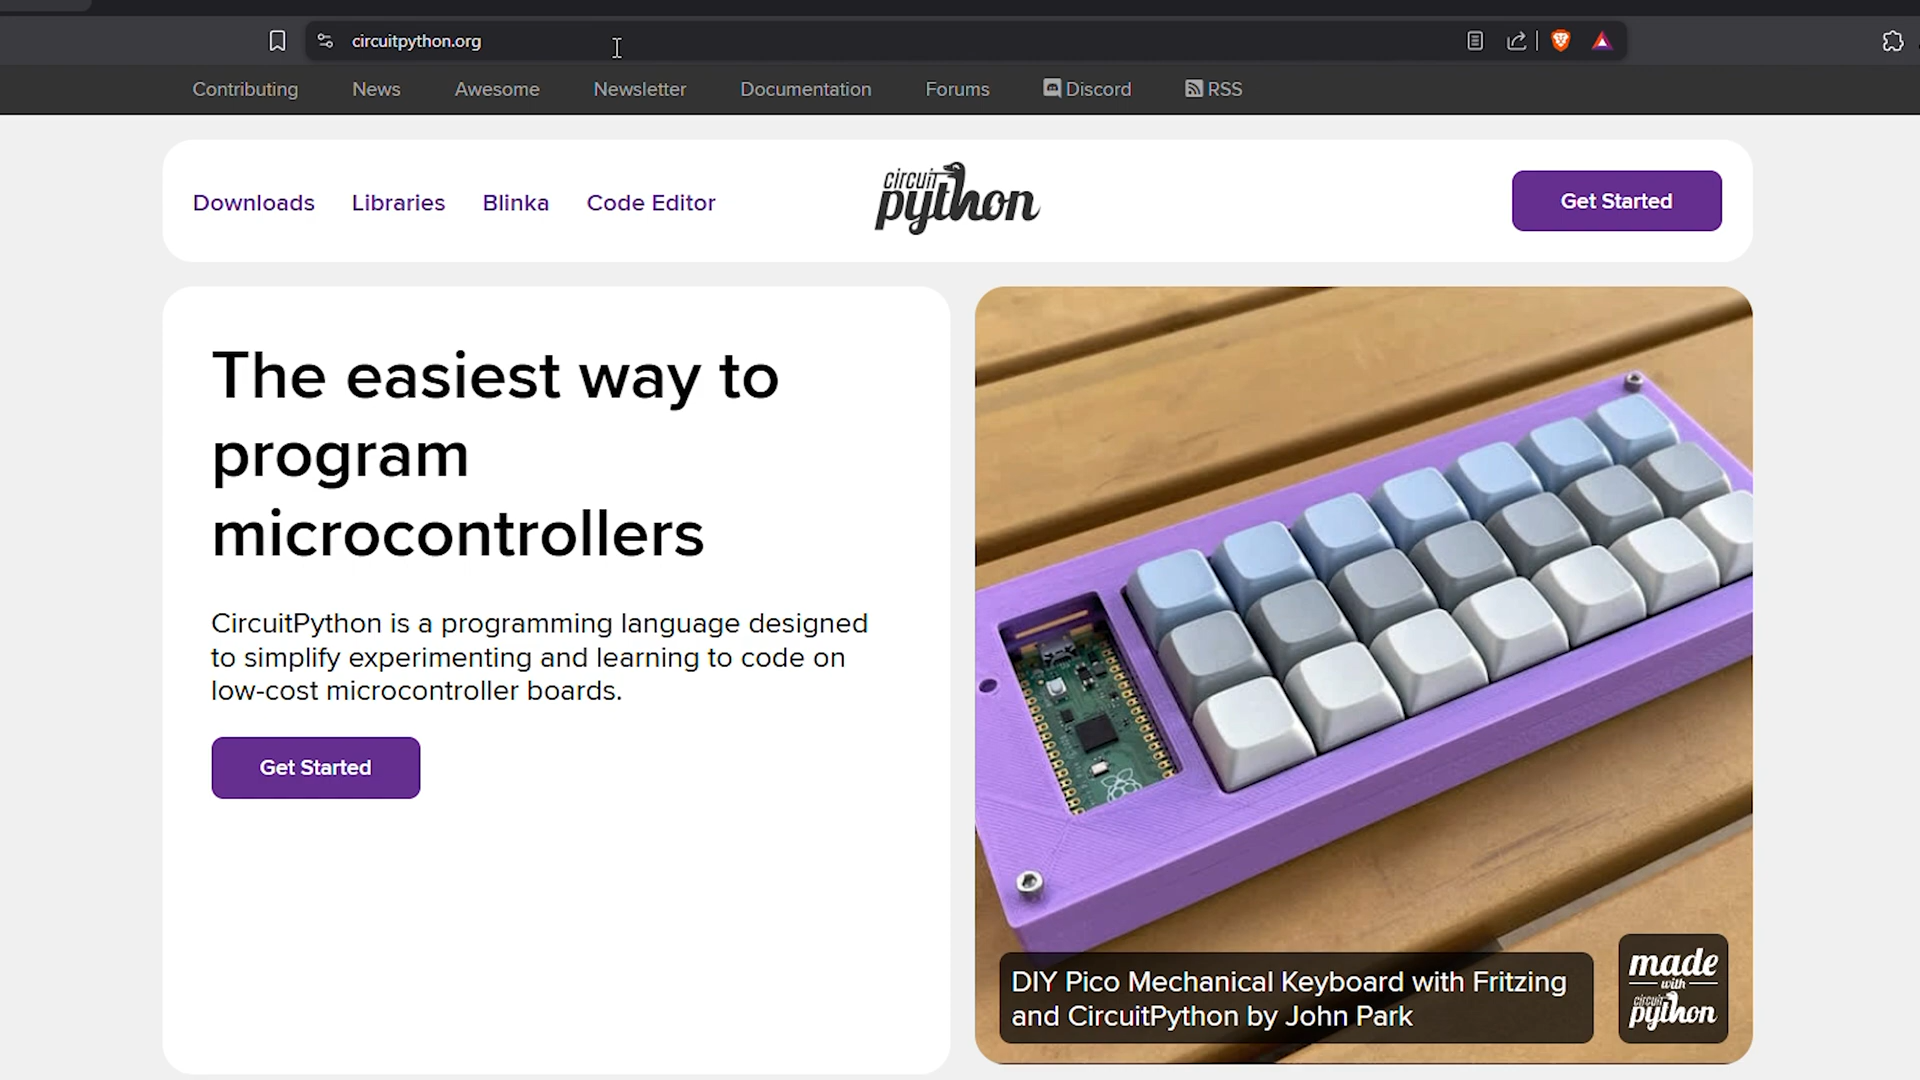 circuitpython.org
Contributing News Awesome Newsletter Documentation Forums Discord RSS
Downloads Libraries Blinka Code Editor
circuit
python
Get Started
The easiest way to
program
microcontrollers
CircuitPython is a programming language designed
to simplify experimenting and learning to code on
low-cost microcontroller boards.
Get Started
DIY Pico Mechanical Keyboard with Fritzing
and CircuitPython by John Park
made
with
circuit
python